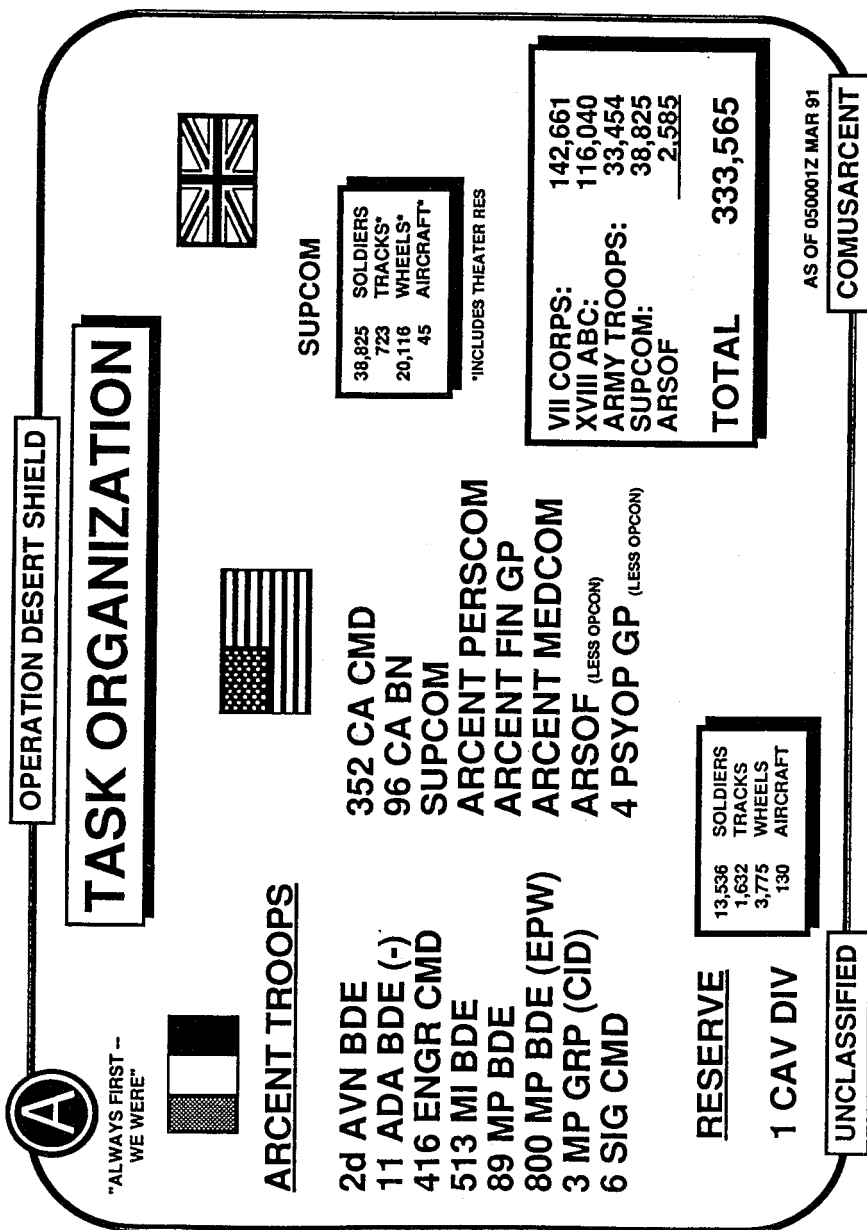 OPERATION DESERT SHIELD
A
"ALWAYS FIRST –
WE WERE"
TASK ORGANIZATION
ARCENT TROOPS
2d AVN BDE
11 ADA BDE (-)
416 ENGR CMD
513 MI BDE
89 MP BDE
800 MP BDE (EPW)
3 MP GRP (CID)
6 SIG CMD
352 CA CMD
96 CA BN
SUPCOM
ARCENT PERSCOM
ARCENT FIN GP
ARCENT MEDCOM
ARSOF (LESS OPCON)
4 PSYOP GP (LESS OPCON)
SUPCOM
38,825 SOLDIERS
723 TRACKS*
20,116 WHEELS*
45 AIRCRAFT*
*INCLUDES THEATER RES
RESERVE
1 CAV DIV
13,536 SOLDIERS
1,632 TRACKS
3,775 WHEELS
130 AIRCRAFT
VII CORPS: 142,661
XVIII ABC: 116,040
ARMY TROOPS: 33,454
SUPCOM: 38,825
ARSOF 2,585
TOTAL 333,565
AS OF 050001Z MAR 91
UNCLASSIFIED
COMUSARCENT